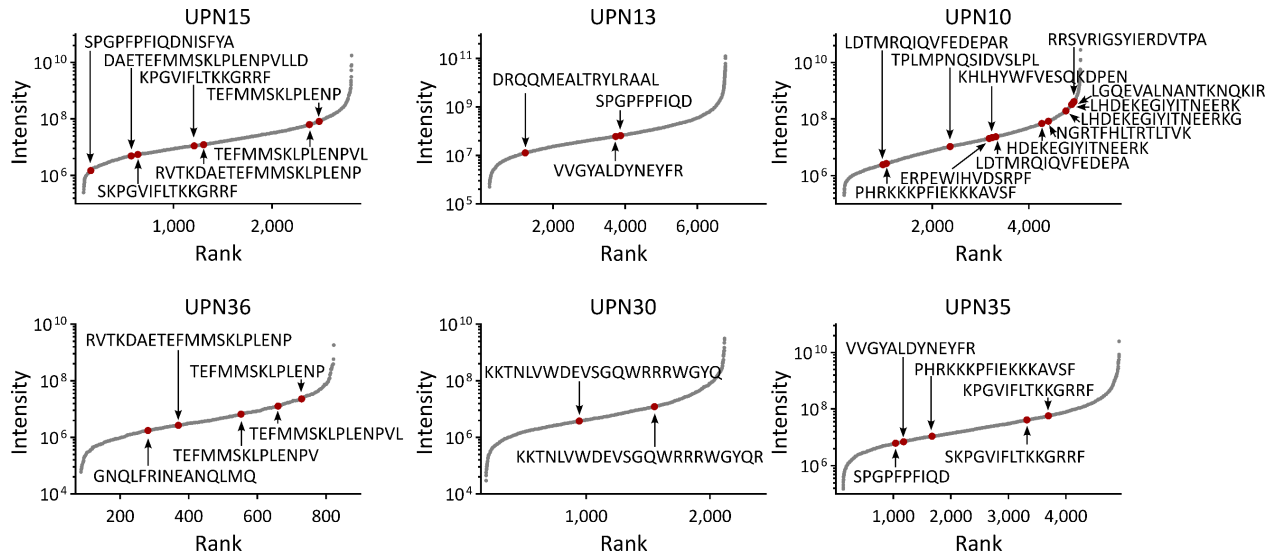 UPN15
SPGPFPFIQDNISFYA
DAETEFMMSKLPLENPVLLD
KPGVIFLTKKGRRF
TEFMMSKLPLENP
TEFMMSKLPLENPVL
RVTKDAETEFMMSKLPLENP
SKPGVIFLTKKGRRF
Intensity
10^10
10^8
10^6
1,000
2,000
Rank
UPN13
DRQQMEALTRYLRAAL
SPGPFPFIQD
VVGYALDYNEYFR
Intensity
10^11
10^9
10^7
10^5
2,000
4,000
6,000
Rank
UPN10
LDTMRQIQVFEDEPAR
RRSVRIGSYIERDVTPA
TPLMPNQSIDVSLPL
KHLHYWFVESQKDPEN
LGQEVALNANTKNQKIR
LHDEKEGIYITNEERK
LHDEKEGIYITNEERKG
NGRTFHLTRTLTVK
HDEKEGIYITNEERK
LDTMRQIQVFEDEPA
ERPEWIHVDSRPF
PHRKKKPFIEKKKAVSF
Intensity
10^10
10^8
10^6
2,000
4,000
Rank
UPN36
RVTKDAETEFMMSKLPLENP
TEFMMSKLPLENP
TEFMMSKLPLENPVL
TEFMMSKLPLENPV
GNQLFRINEANQLMQ
Intensity
10^10
10^8
10^6
10^4
200
400
600
800
Rank
UPN30
KKTNLVWDEVSGQWRRRWGYQ
KKTNLVWDEVSGQWRRRWGYQR
Intensity
10^10
10^8
10^6
10^4
1,000
2,000
Rank
UPN35
VVGYALDYNEYFR
PHRKKKPFIEKKKAVSF
KPGVIFLTKKGRRF
SKPGVIFLTKKGRRF
SPGPFPFIQD
Intensity
10^10
10^8
10^6
1,000
2,000
3,000
4,000
Rank